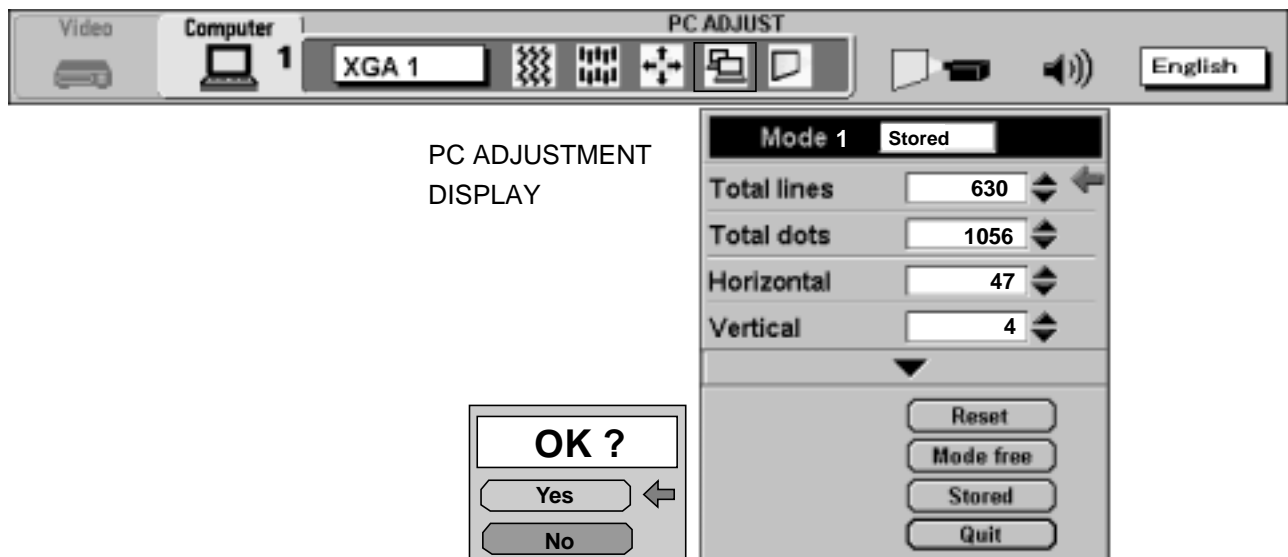 PC ADJUST
Video
Computer
1
XGA 1
English
PC ADJUSTMENT
DISPLAY
Mode 1 Stored
Total lines 630
Total dots 1056
Horizontal 47
Vertical 4
Reset
Mode free
Stored
Quit
OK ?
Yes
No